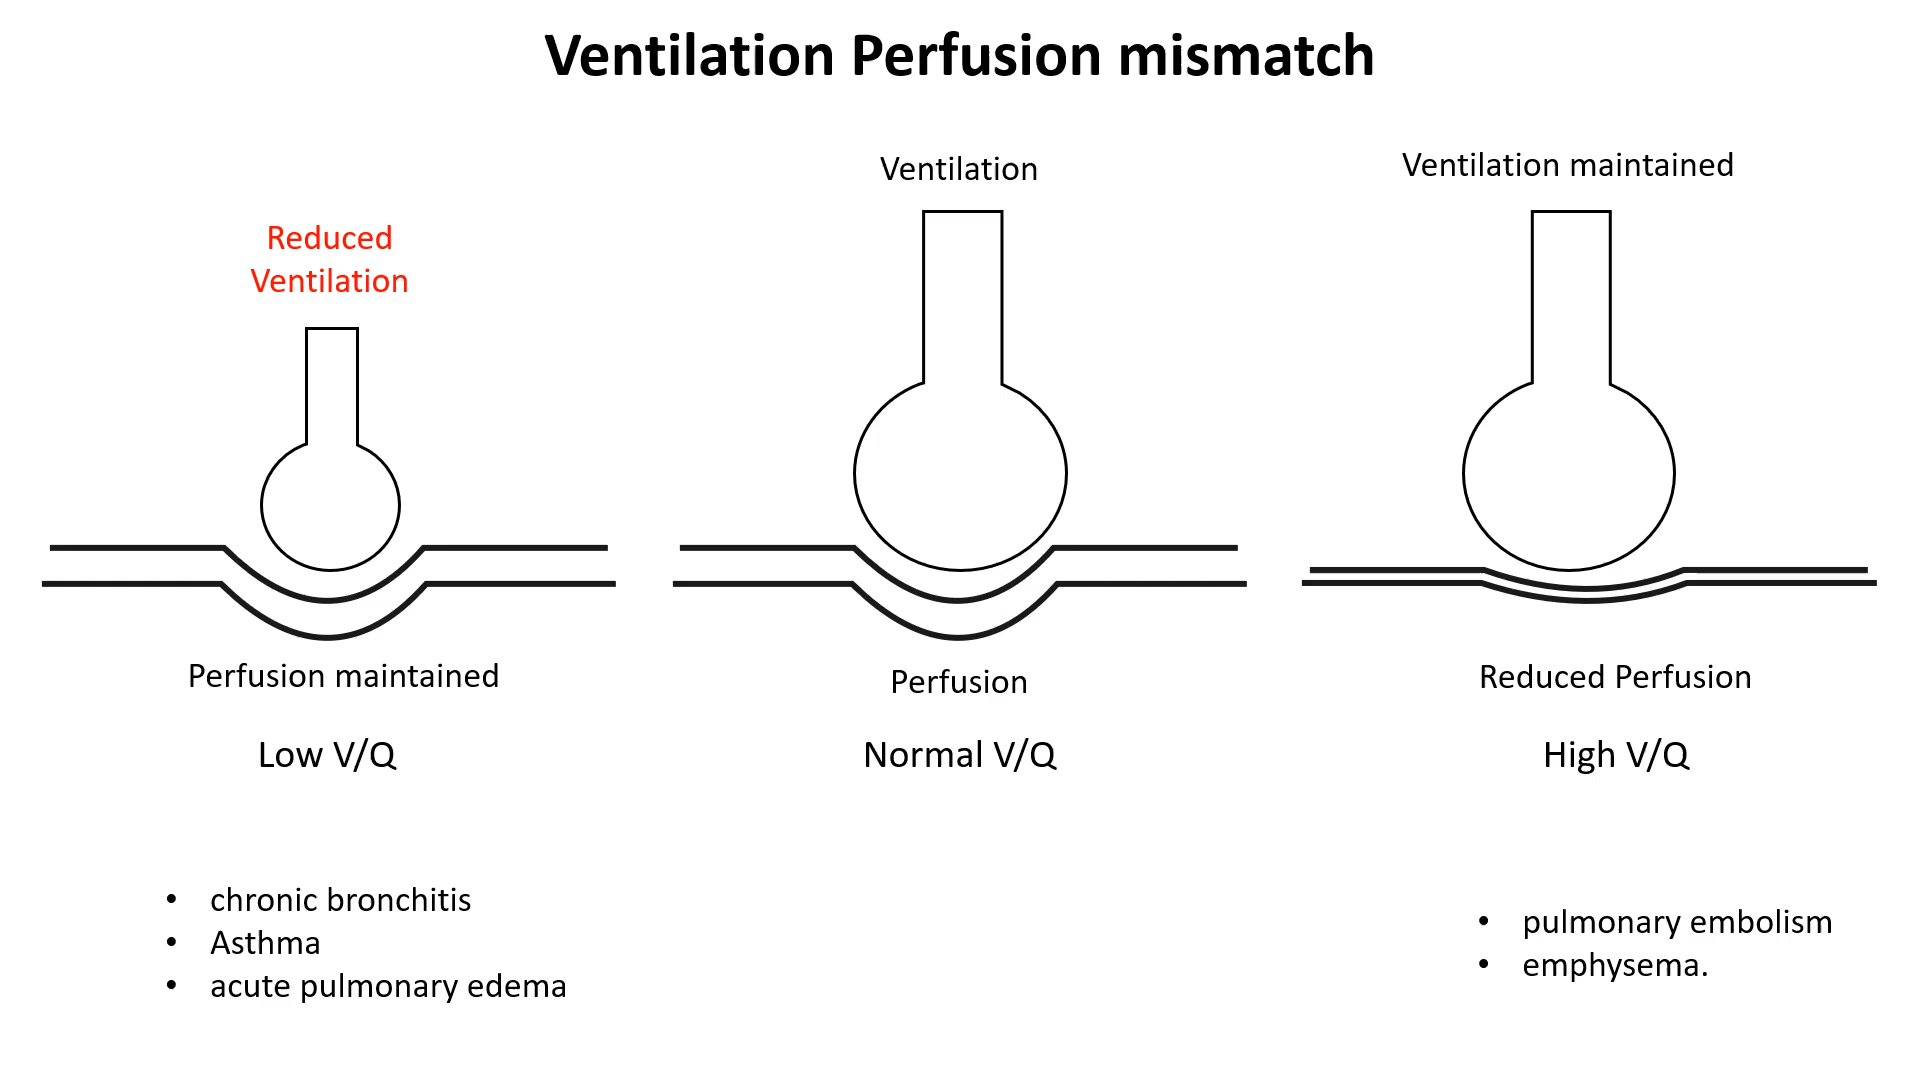 Ventilation Perfusion mismatch
Reduced
Ventilation
Perfusion maintained
Low V/Q
• chronic bronchitis
• Asthma
• acute pulmonary edema
Ventilation
Perfusion
Normal V/Q
Ventilation maintained
Reduced Perfusion
High V/Q
• pulmonary embolism
• emphysema.